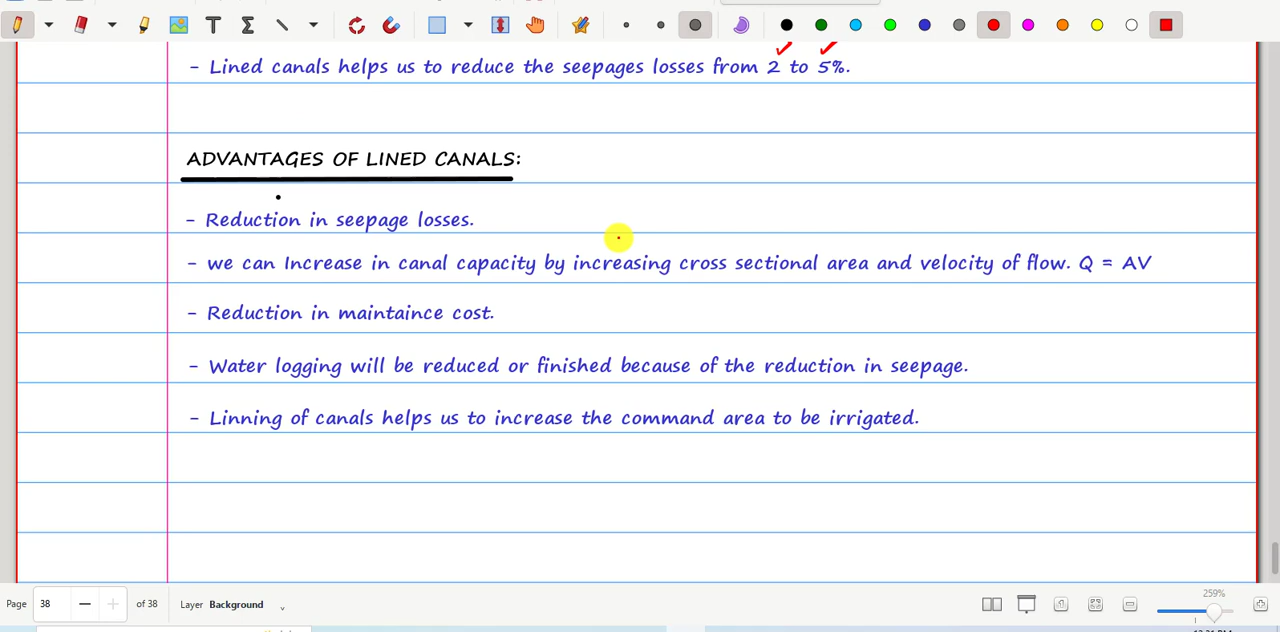 - Lined canals helps us to reduce the seepages losses from 2 to 5%.
ADVANTAGES OF LINED CANALS:
- Reduction in seepage losses.
- we can Increase in canal capacity by increasing cross sectional area and velocity of flow. Q = AV
- Reduction in maintaince cost.
- Water logging will be reduced or finished because of the reduction in seepage.
- Linning of canals helps us to increase the command area to be irrigated.
Page 38 of 38 Layer Background 259%